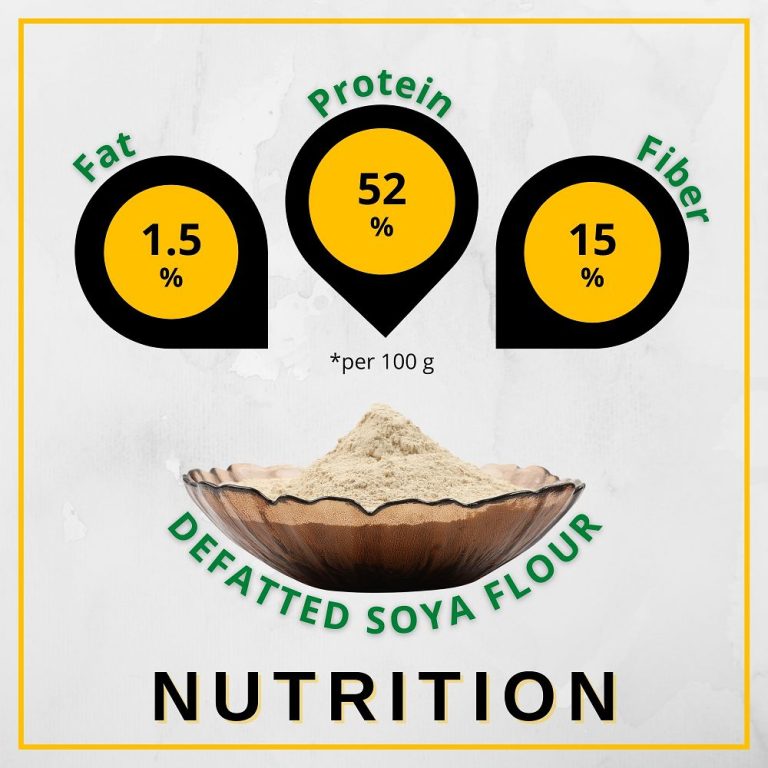 Protein
Fat
Fiber
52
%
1.5
%
15
%
*per 100 g
DEFATTED SOYA FLOUR
NUTRITION